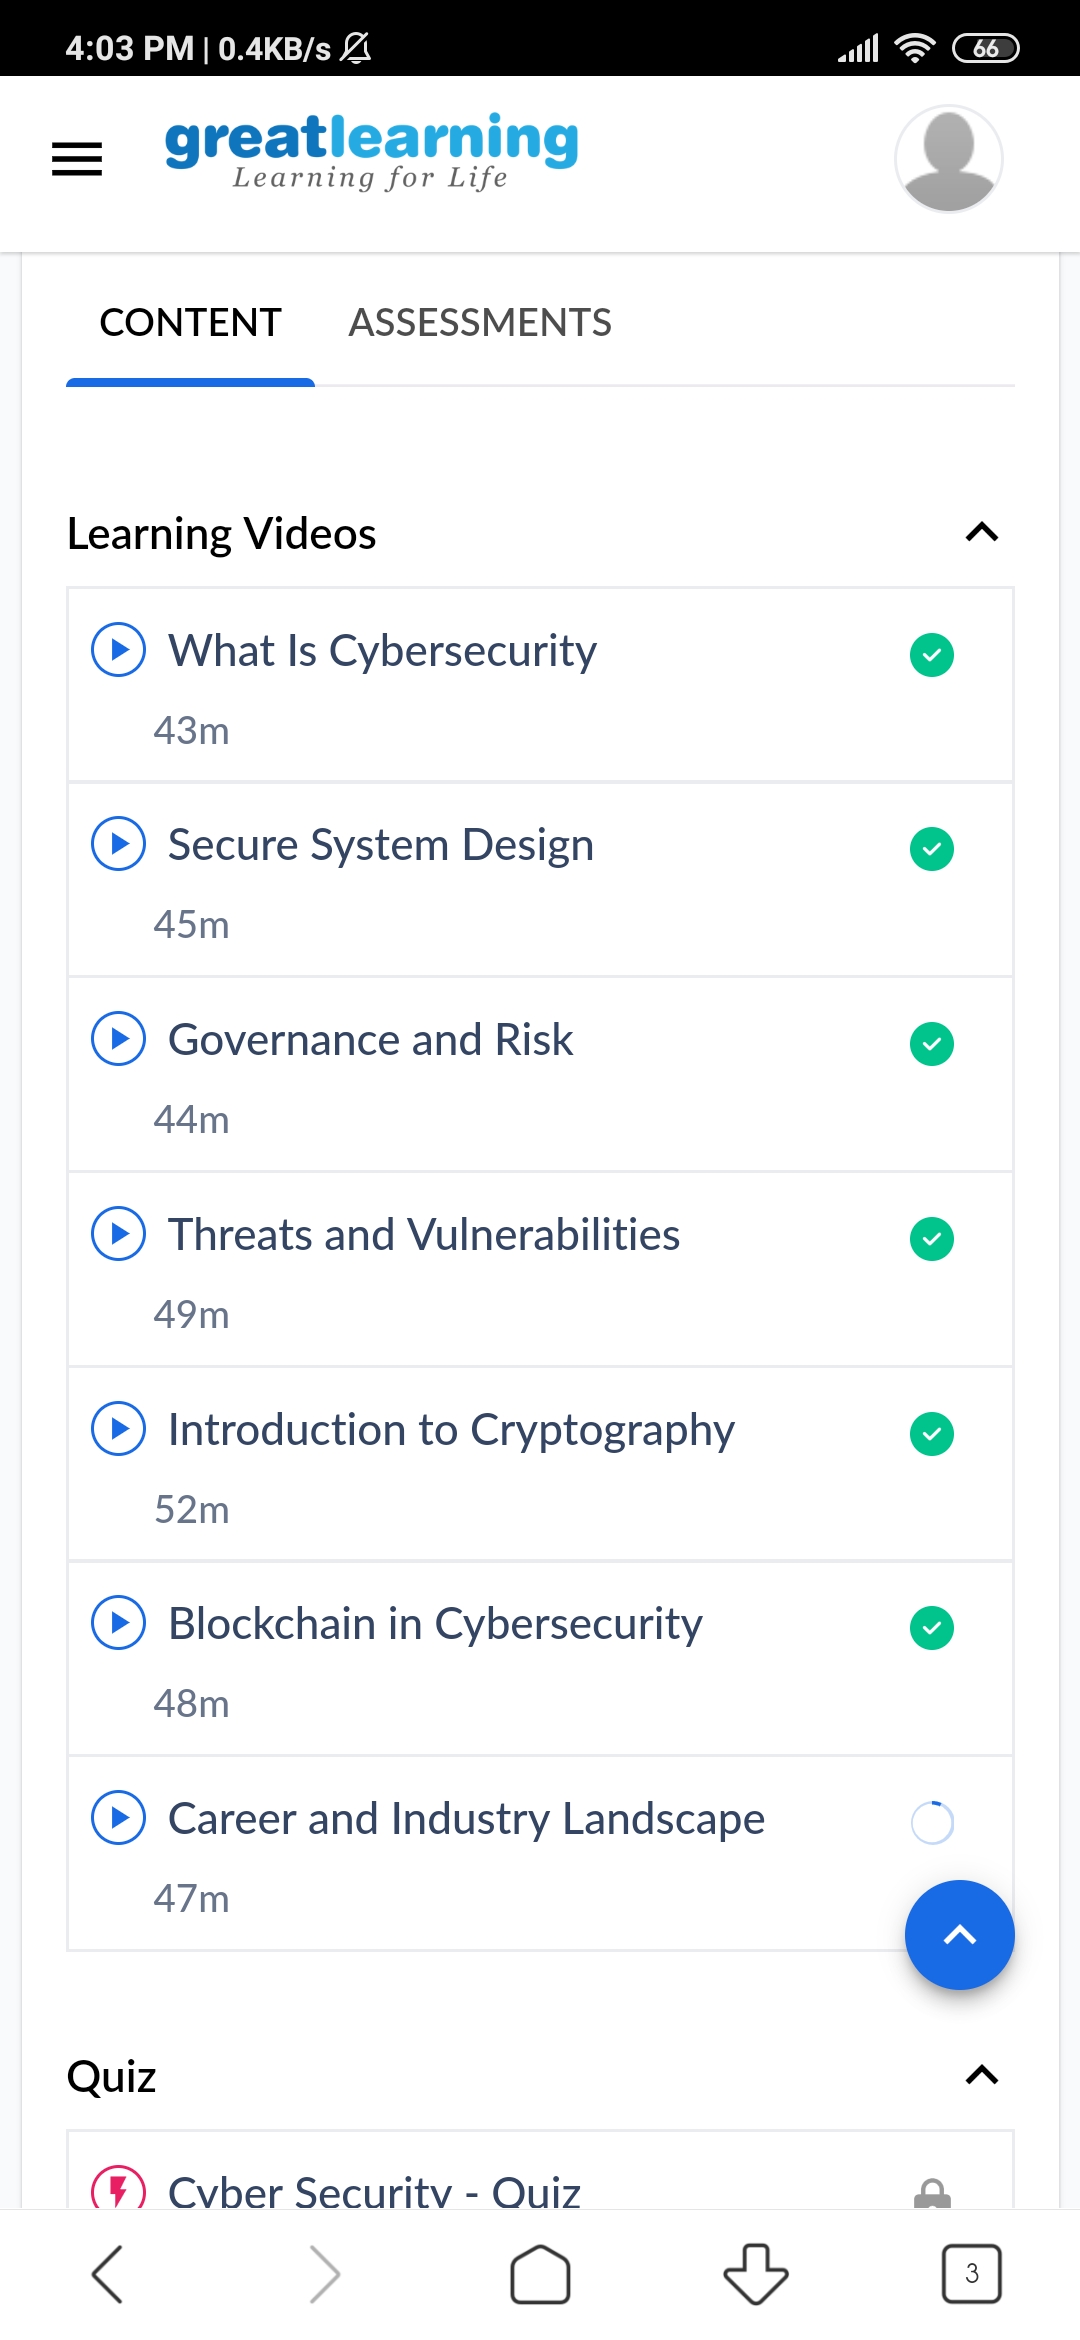 4:03 PM | 0.4KB/s 66
greatlearning
Learning for Life
CONTENT ASSESSMENTS
Learning Videos
What Is Cybersecurity
43m
Secure System Design
45m
Governance and Risk
44m
Threats and Vulnerabilities
49m
Introduction to Cryptography
52m
Blockchain in Cybersecurity
48m
Career and Industry Landscape
47m
Quiz
Cyber Security - Quiz
3